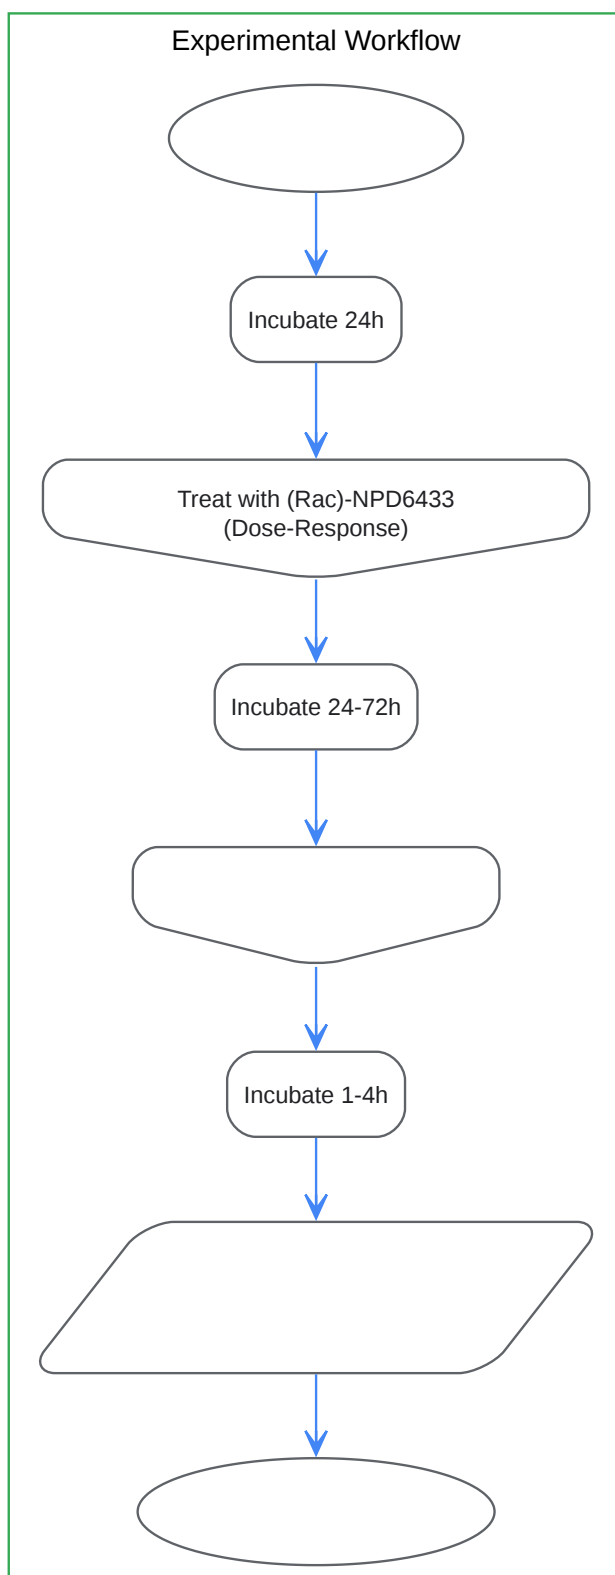 Experimental Workflow
Incubate 24h
Treat with (Rac)-NPD6433
(Dose-Response)
Incubate 24-72h
Incubate 1-4h